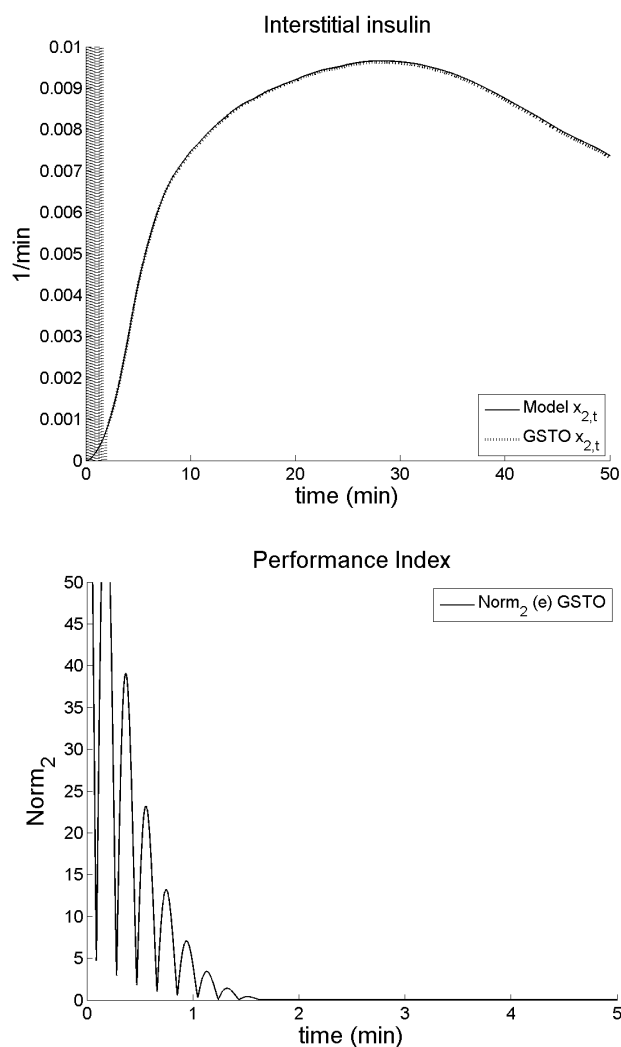 Interstitial insulin
0.01
0.009
0.008
0.007
0.006
0.005
0.004
0.003
0.002
0.001
0
1/min
Model x2,t
GSTO x2,t
0 10 20 30 40 50
time (min)
Performance Index
50
45
40
35
30
25
20
15
10
5
0
Norm2
Norm2 (e) GSTO
0 1 2 3 4 5
time (min)